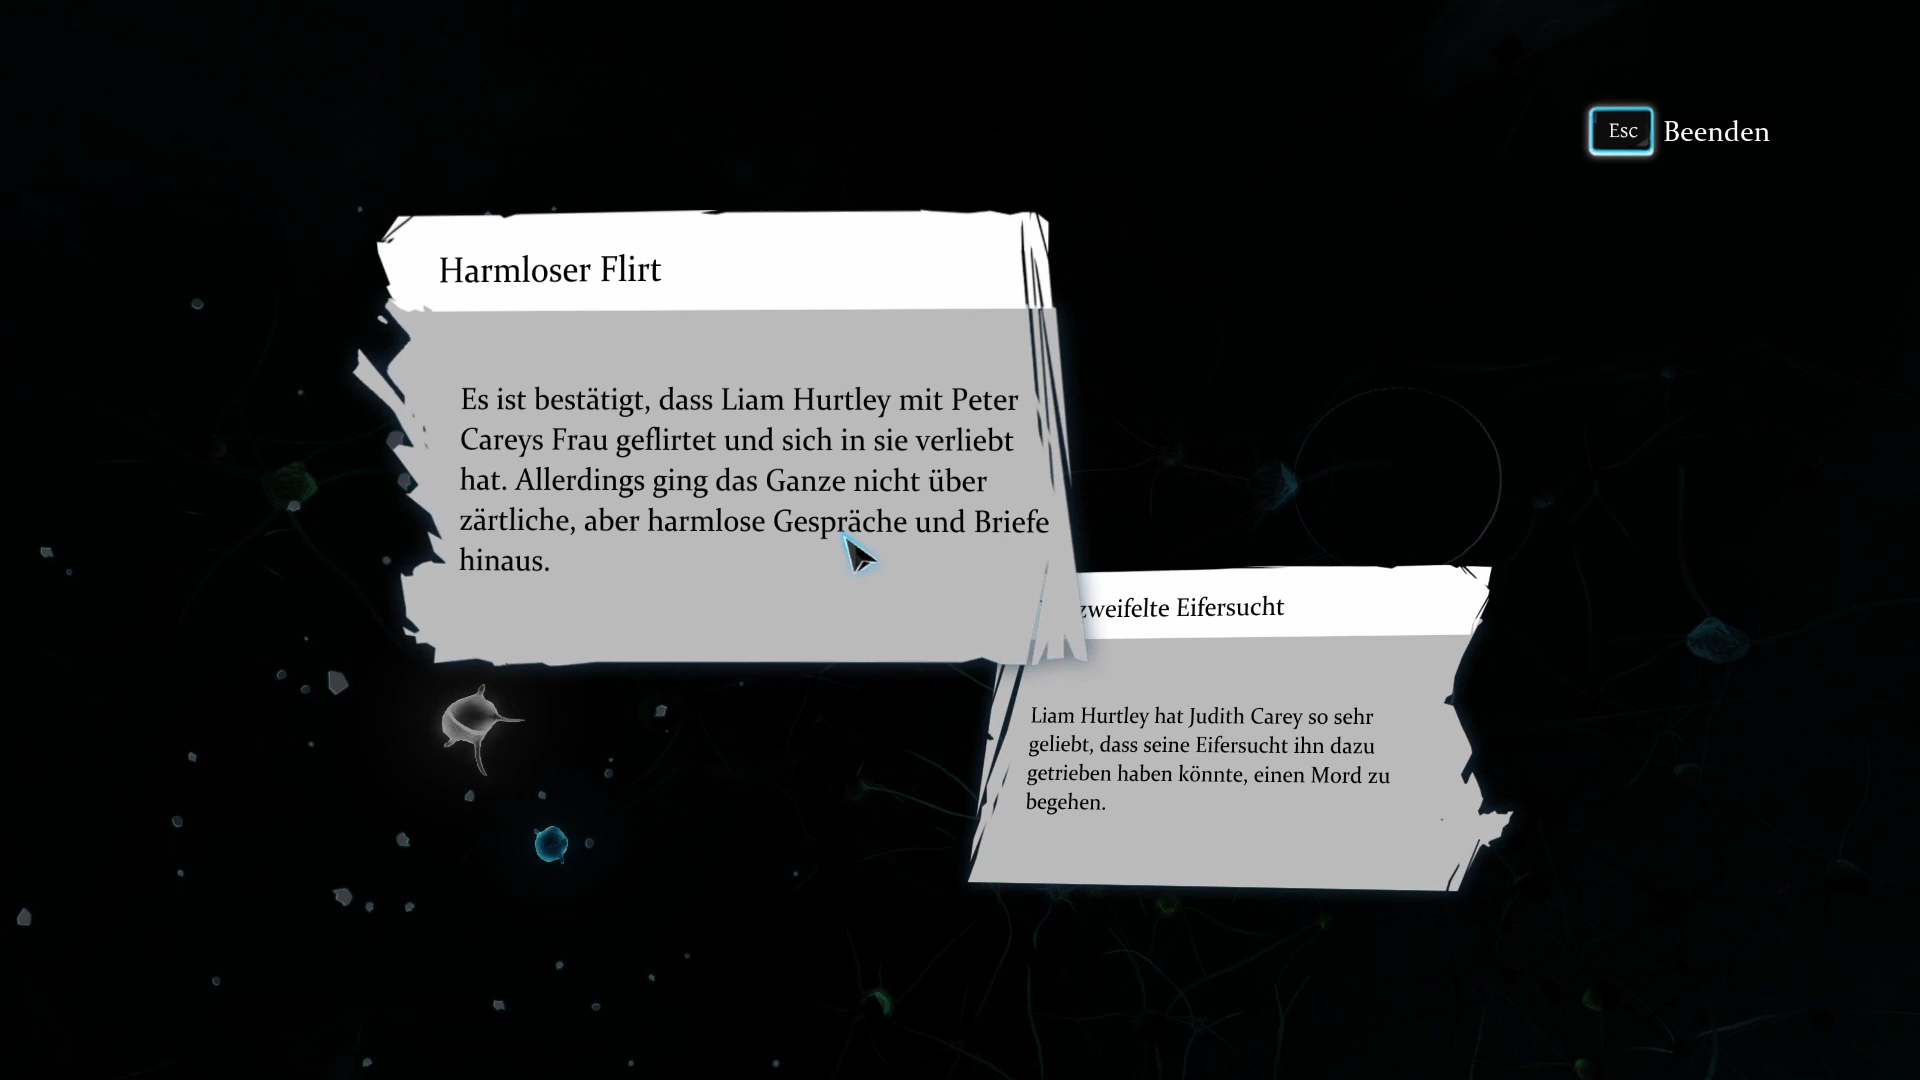 Esc Beenden
Harmloser Flirt
Es ist bestätigt, dass Liam Hurtley mit Peter
Careys Frau geflirtet und sich in sie verliebt
hat. Allerdings ging das Ganze nicht über
zärtliche, aber harmlose Gespräche und Briefe
hinaus.
zweifelte Eifersucht
Liam Hurtley hat Judith Carey so sehr
geliebt, dass seine Eifersucht ihn dazu
getrieben haben könnte, einen Mord zu
begehen.